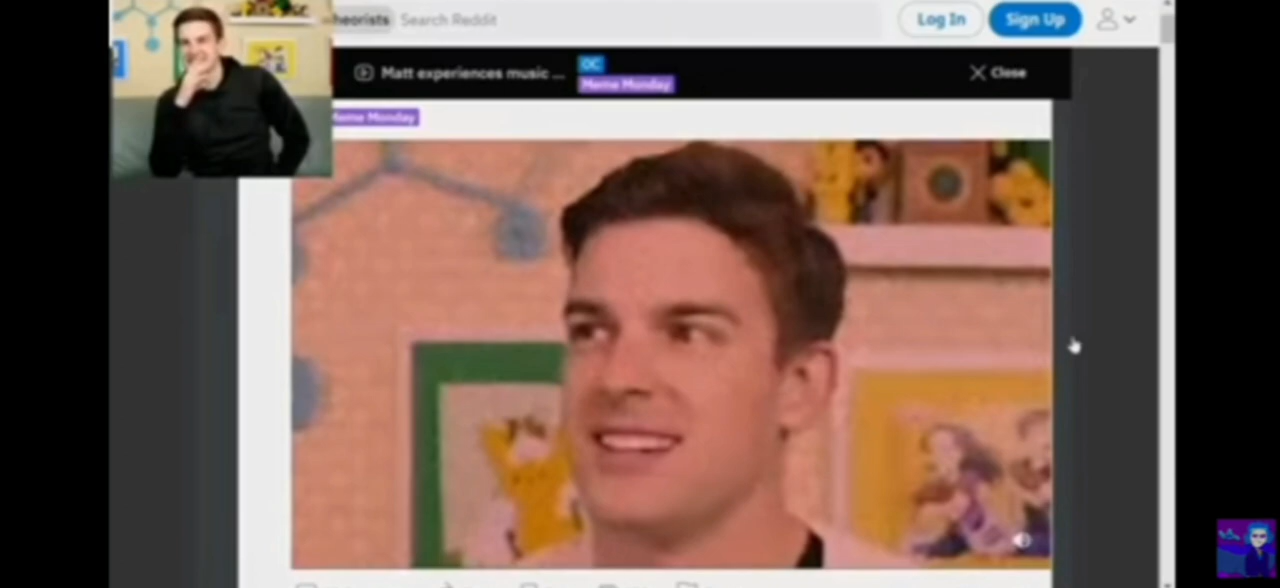 heorists Search Reddit Log In Sign Up
Matt experiences music ... OC
Meme Monday
Close
Meme Monday